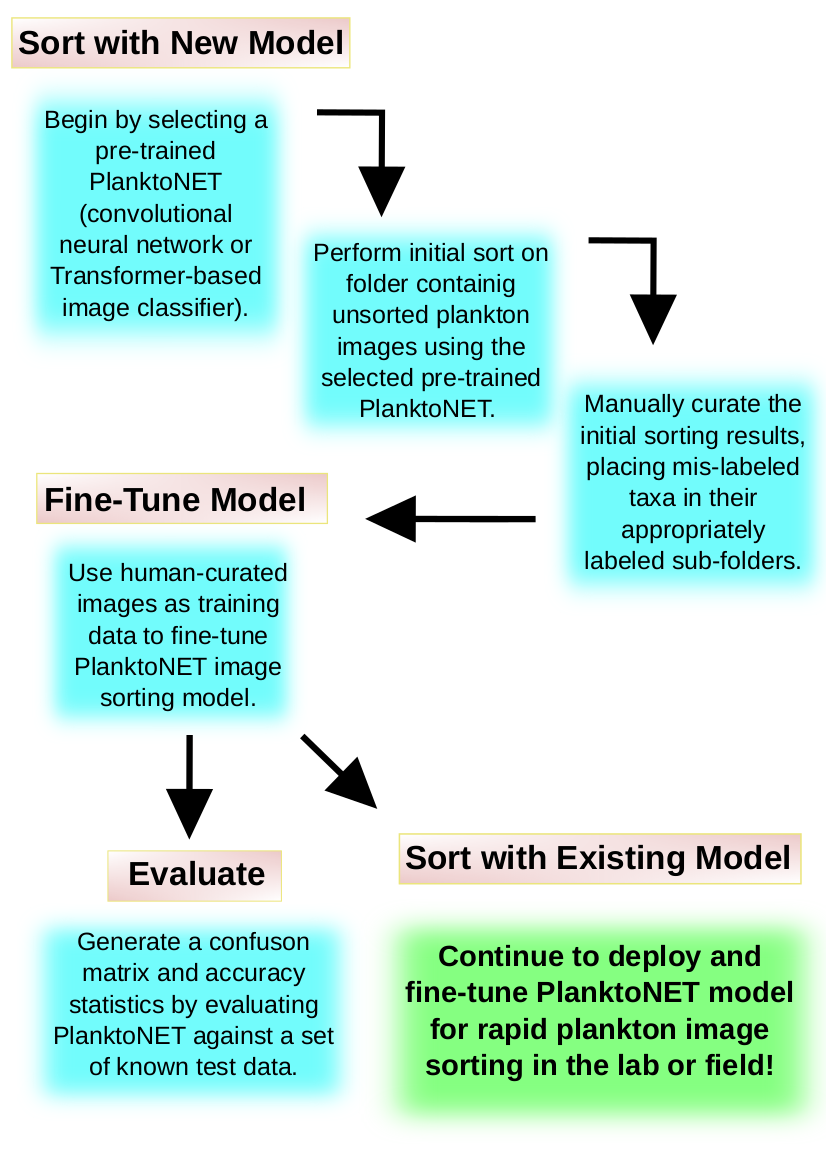 Sort with New Model
Begin by selecting a
pre-trained
PlanktoNET
(convolutional
neural network or
Transformer-based
image classifier).
Perform initial sort on
folder containig
unsorted plankton
images using the
selected pre-trained
PlanktoNET.
Manually curate the
initial sorting results,
placing mis-labeled
taxa in their
appropriately
labeled sub-folders.
Fine-Tune Model
Use human-curated
images as training
data to fine-tune
PlanktoNET image
sorting model.
Evaluate
Generate a confuson
matrix and accuracy
statistics by evaluating
PlanktoNET against a set
of known test data.
Sort with Existing Model
Continue to deploy and
fine-tune PlanktoNET model
for rapid plankton image
sorting in the lab or field!